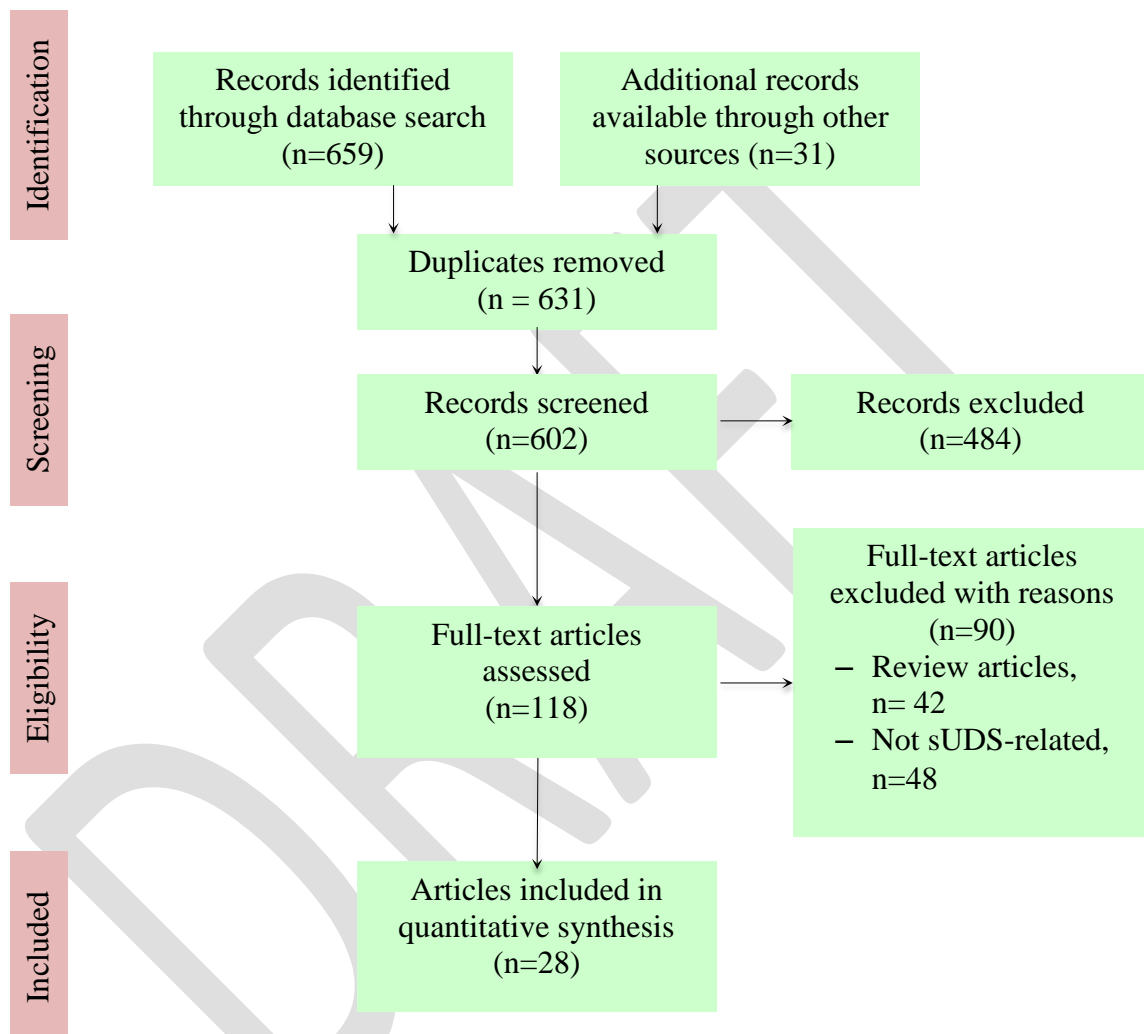 Identification
Records identified
through database search
(n=659)
Additional records
available through other
sources (n=31)
Duplicates removed
(n = 631)
Screening
Records screened
(n=602)
Records excluded
(n=484)
Eligibility
Full-text articles
assessed
(n=118)
Full-text articles
excluded with reasons
(n=90)
– Review articles,
n= 42
– Not sUDS-related,
n=48
Included
Articles included in
quantitative synthesis
(n=28)
DRAFT